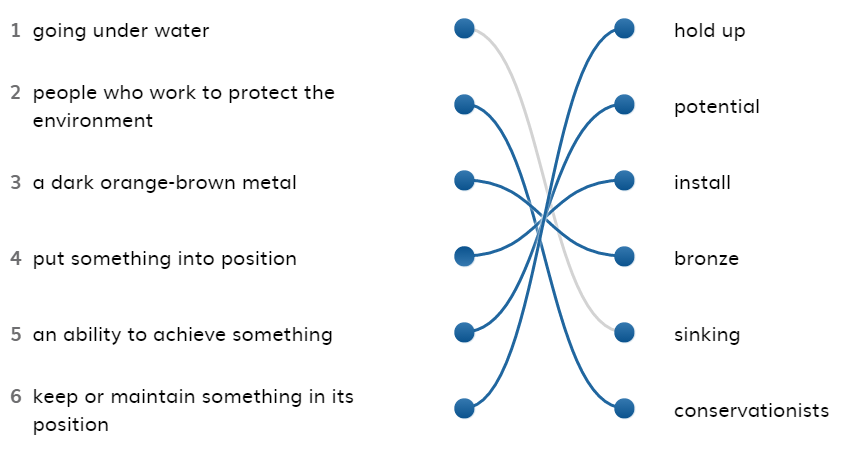 1 going under water
hold up
2 people who work to protect the
environment
potential
3 a dark orange-brown metal
install
4 put something into position
bronze
5 an ability to achieve something
sinking
6 keep or maintain something in its
position
conservationists